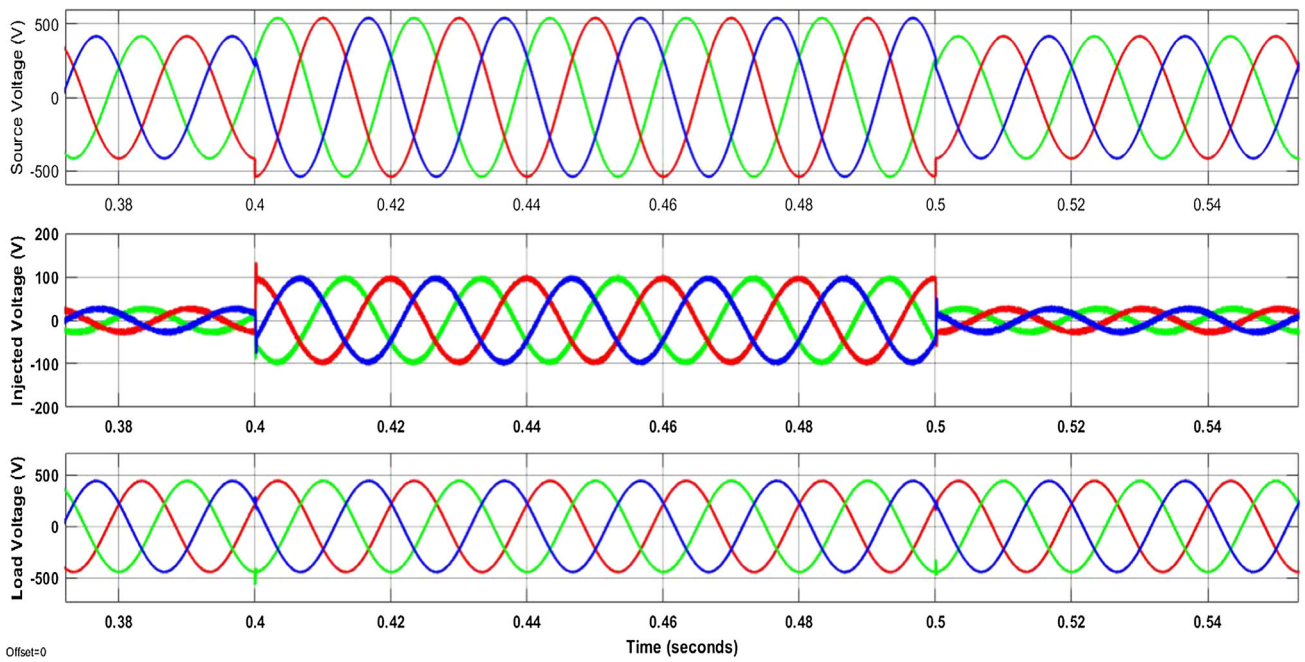 Source Voltage (V)
500
0
-500
0.38 0.4 0.42 0.44 0.46 0.48 0.5 0.52 0.54
Injected Voltage (V)
200
100
0
-100
-200
0.38 0.4 0.42 0.44 0.46 0.48 0.5 0.52 0.54
Load Voltage (V)
500
0
-500
0.38 0.4 0.42 0.44 0.46 0.48 0.5 0.52 0.54
Time (seconds)
Offset=0